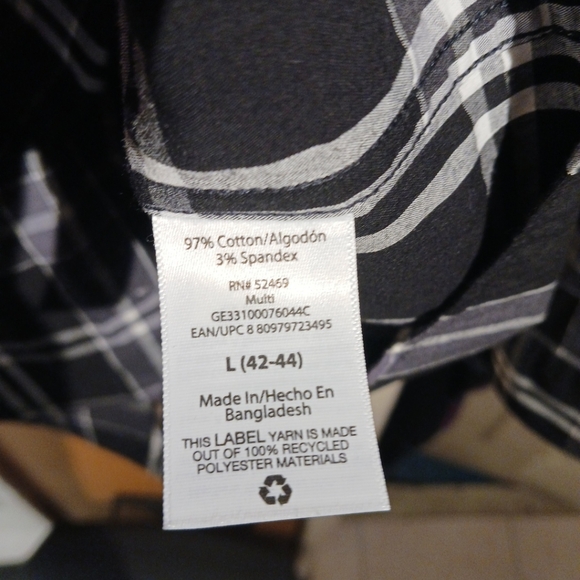 97% Cotton/Algodón
3% Spandex
RN# 52469
Multi
GE33100076044C
EAN/UPC 8 80979723495
L (42-44)
Made In/Hecho En
Bangladesh
THIS LABEL YARN IS MADE
OUT OF 100% RECYCLED
POLYESTER MATERIALS